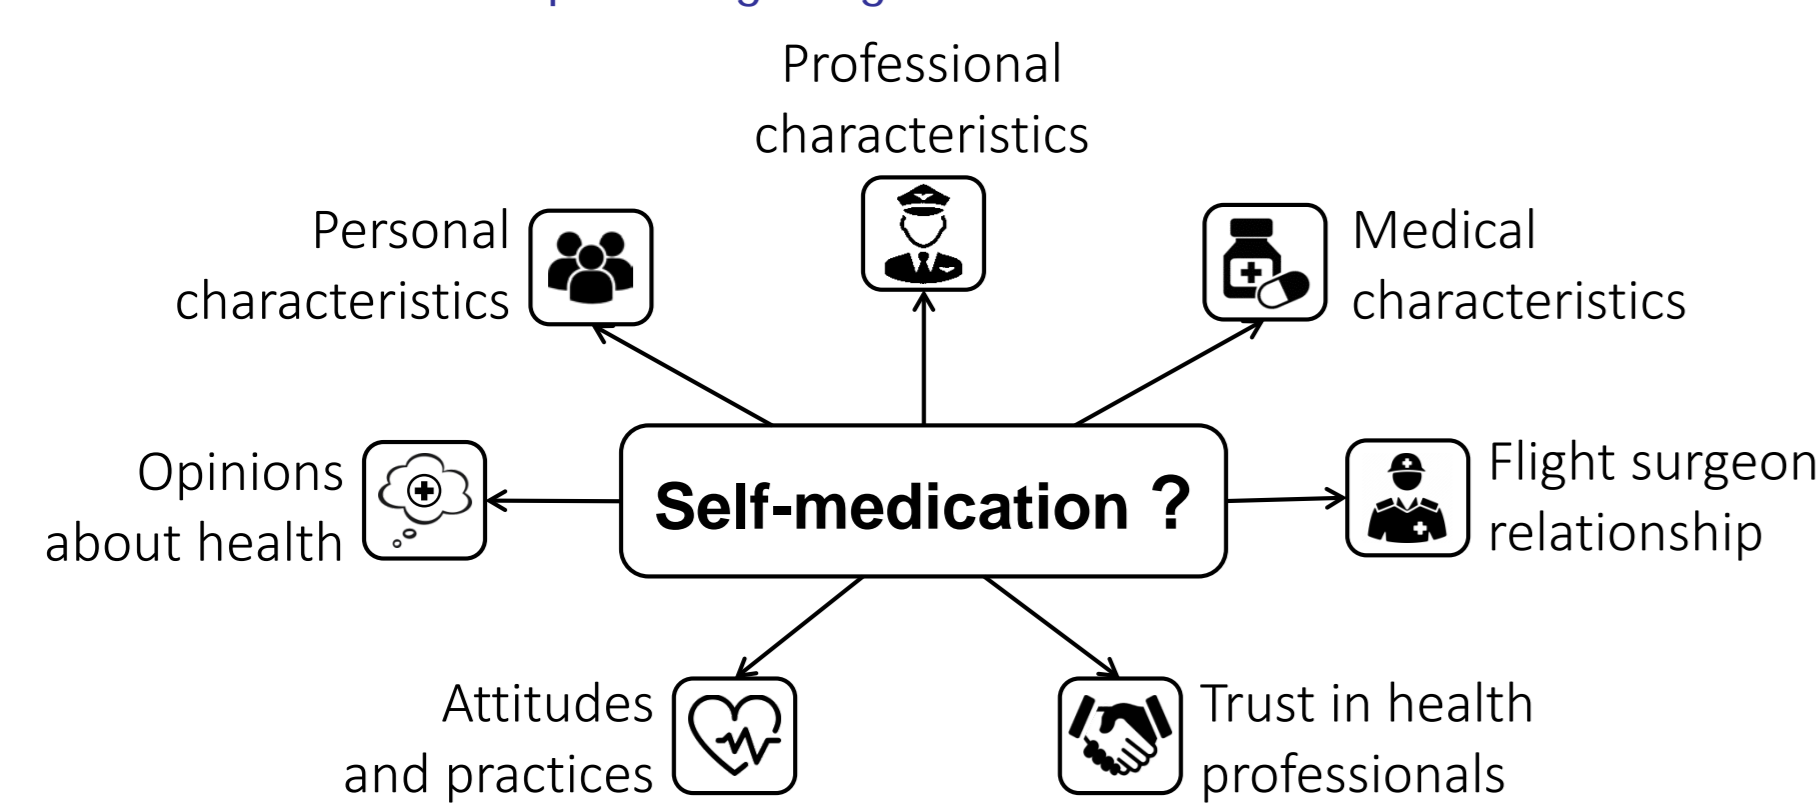 Professional
characteristics
Personal
characteristics
Medical
characteristics
Opinions
about health
Self-medication ?
Flight surgeon
relationship
Attitudes
and practices
Trust in health
professionals